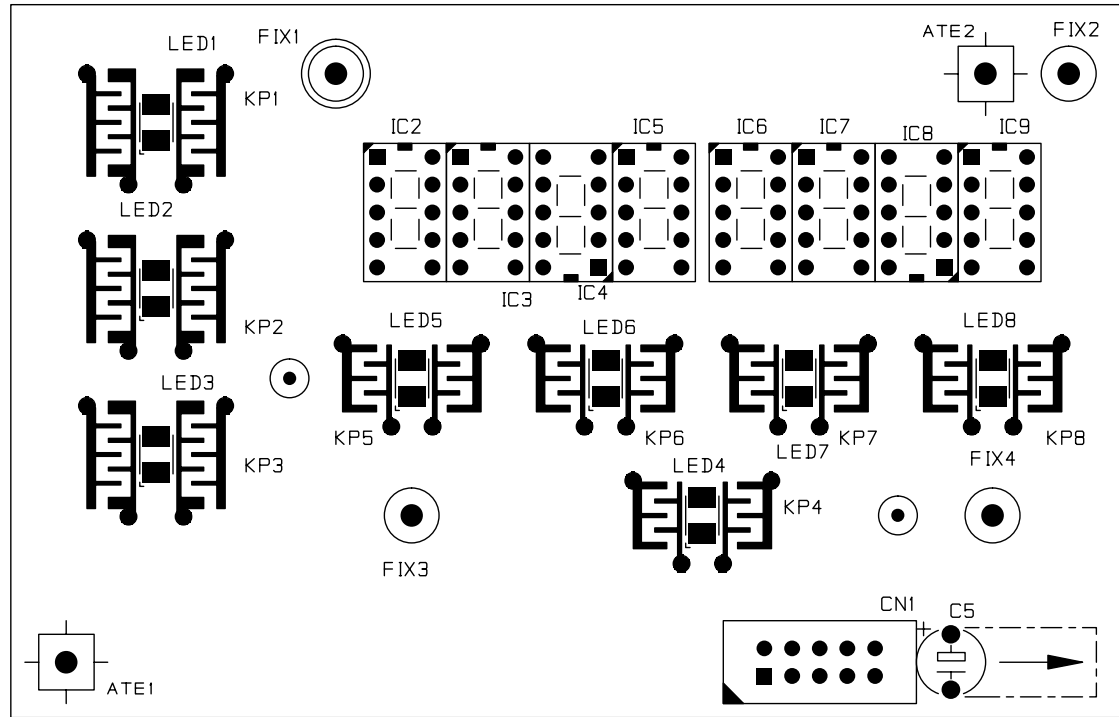 LED1
FIX1
ATE2
FIX2
KP1
IC2
IC5
IC6
IC7
IC8
IC9
LED2
IC3
IC4
KP2
LED5
LED6
LED8
LED3
KP5
KP6
LED7
KP7
KP8
KP3
LED4
FIX4
KP4
FIX3
CN1
C5
+
ATE1